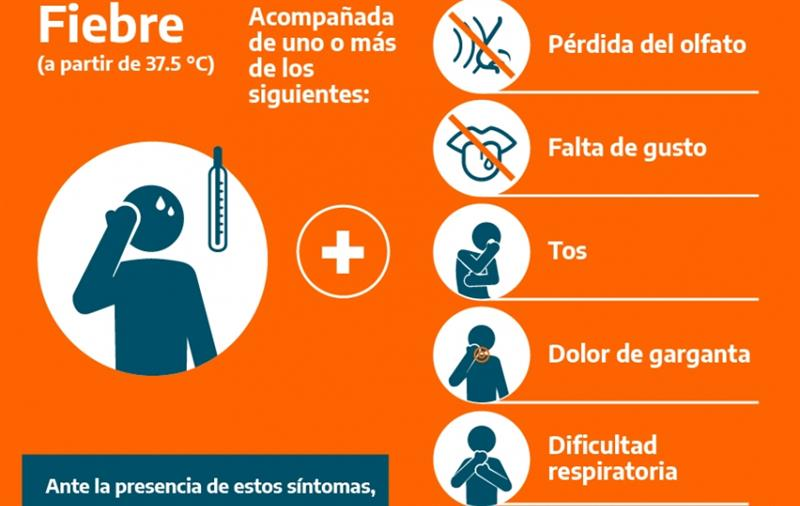 Fiebre
(a partir de 37.5 °C)
Acompañada
de uno o más
de los
siguientes:
Pérdida del olfato
Falta de gusto
Tos
Dolor de garganta
Dificultad
respiratoria
Ante la presencia de estos síntomas,